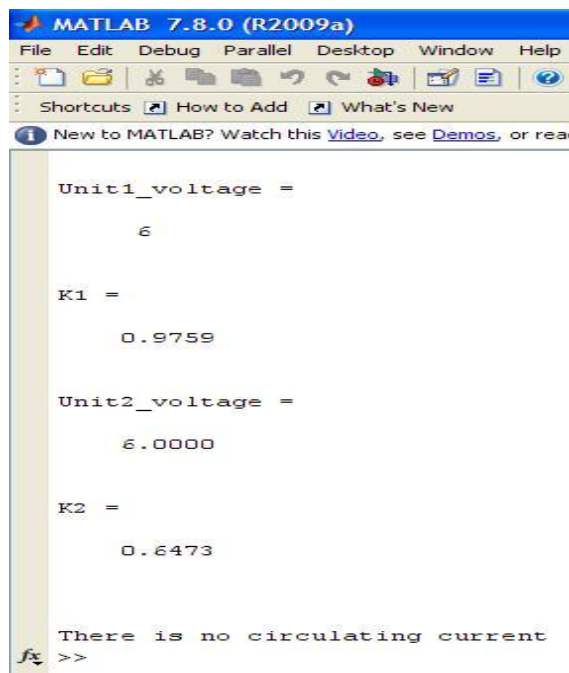 MATLAB 7.8.0 (R2009a)
File Edit Debug Parallel Desktop Window Help
Shortcuts How to Add What's New
New to MATLAB? Watch this Video, see Demos, or rea
Unit1_voltage =
6
K1 =
0.9759
Unit2_voltage =
6.0000
K2 =
0.6473
There is no circulating current
fx >>